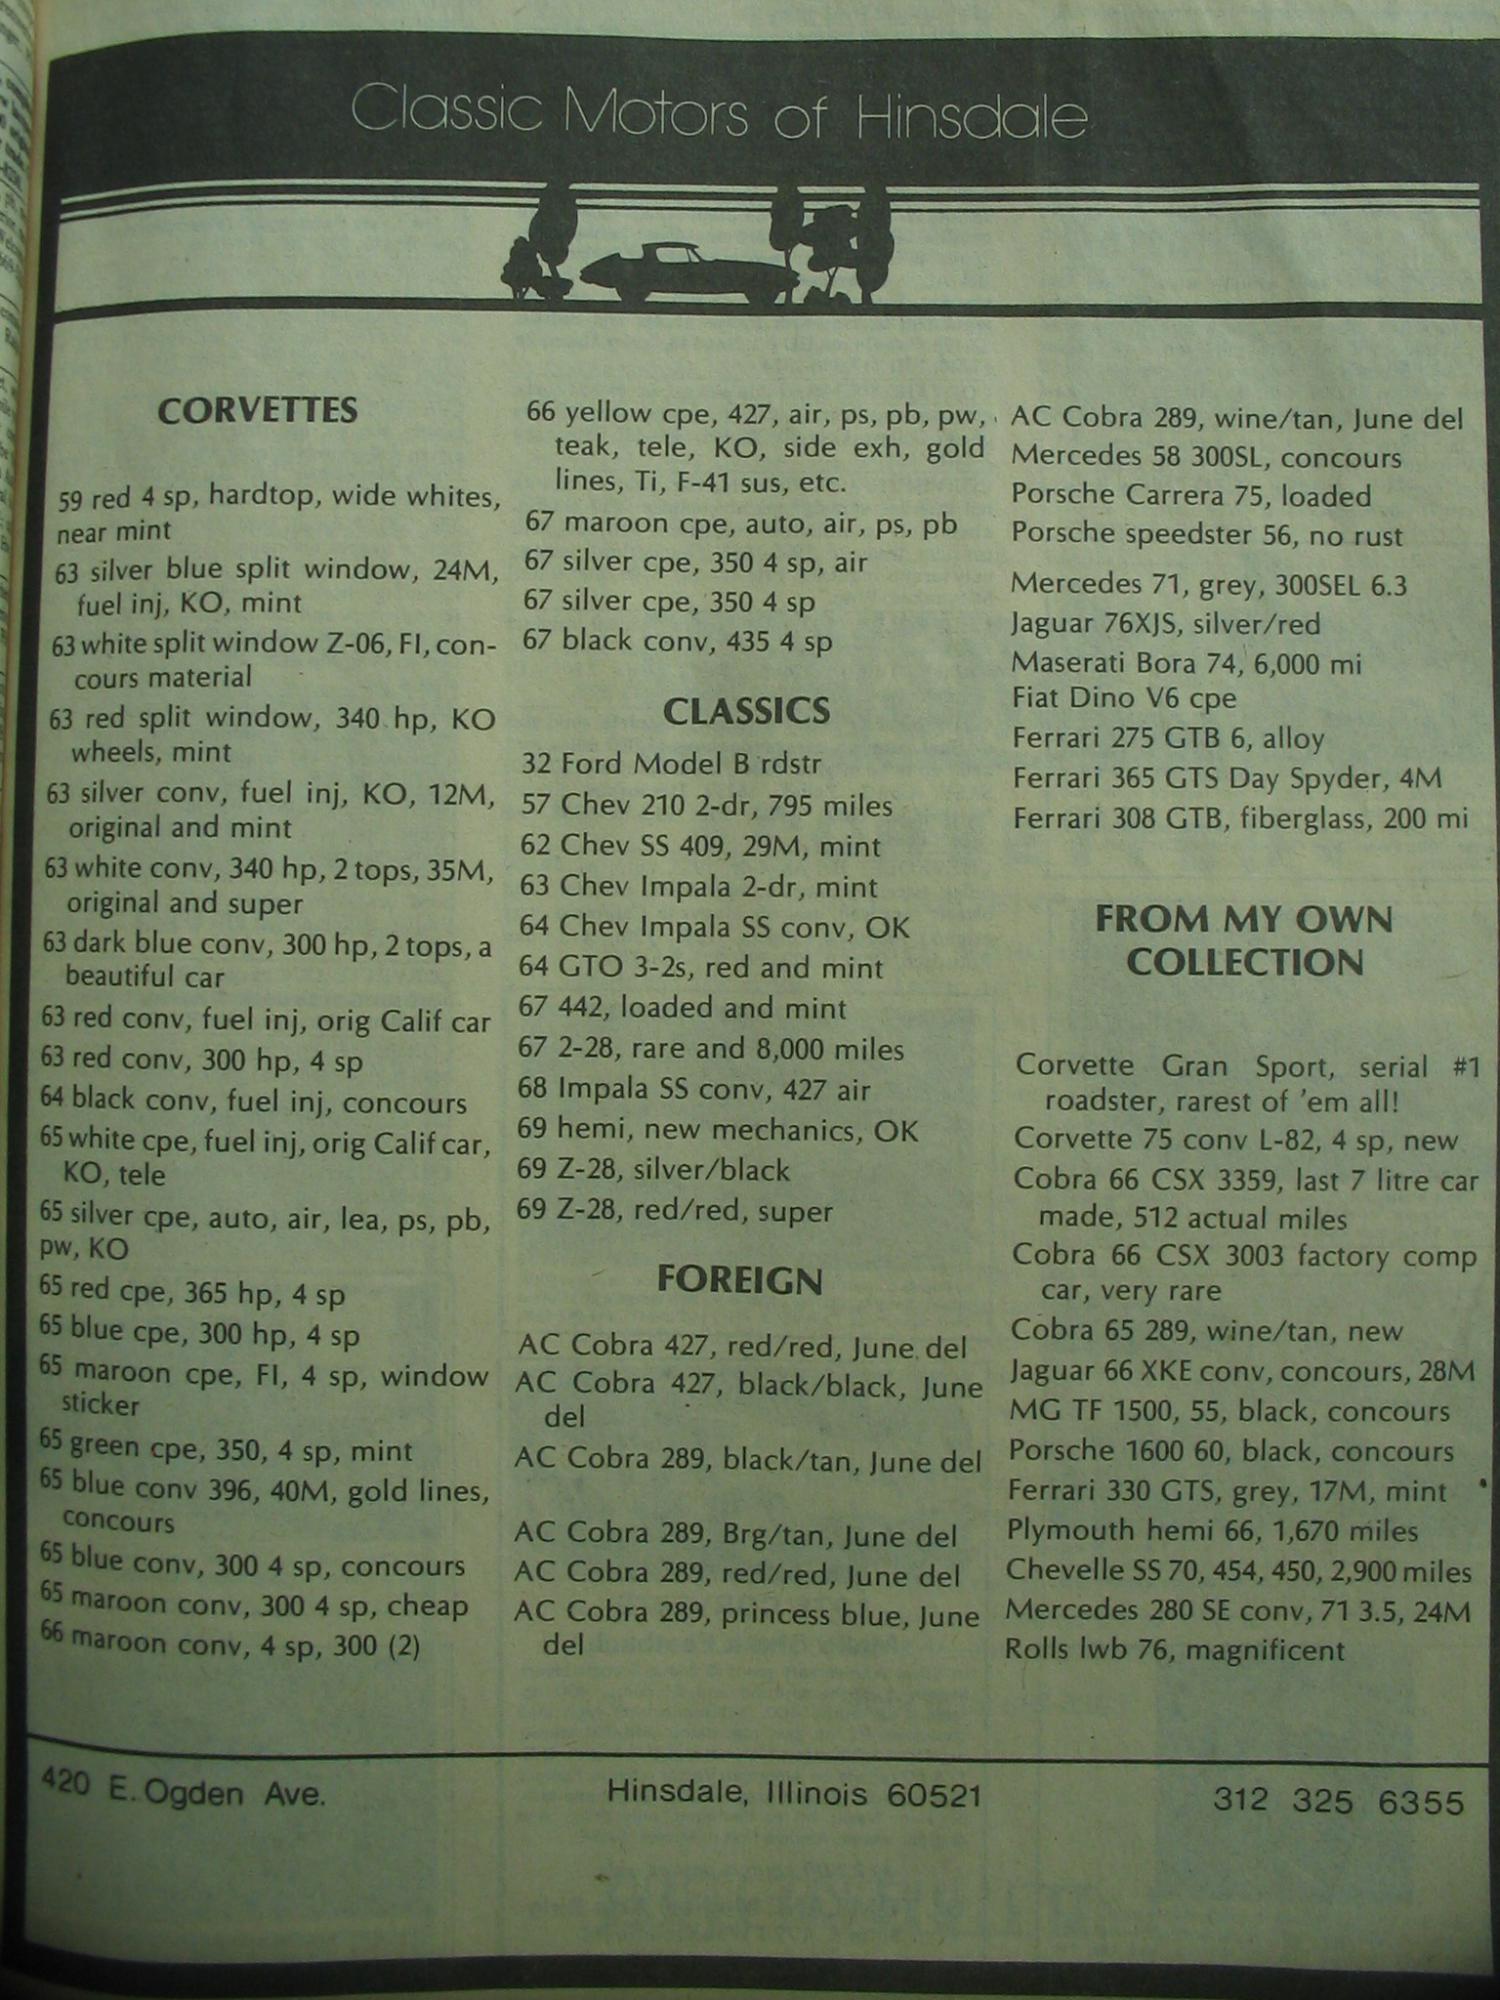 Classic Motors of Hinsdale
CORVETTES
59 red 4 sp, hardtop, wide whites,
near mint
63 silver blue split window, 24M,
fuel inj, KO, mint
63 white split window Z-06, FI, con-
cours material
63 red split window, 340 hp, KO
wheels, mint
63 silver conv, fuel inj, KO, 12M,
original and mint
63 white conv, 340 hp, 2 tops, 35M,
original and super
63 dark blue conv, 300 hp, 2 tops, a
beautiful car
63 red conv, fuel inj, orig Calif car
63 red conv, 300 hp, 4 sp
64 black conv, fuel inj, concours
65 white cpe, fuel inj, orig Calif car,
KO, tele
65 silver cpe, auto, air, lea, ps, pb,
pw, KO
65 red cpe, 365 hp, 4 sp
65 blue cpe, 300 hp, 4 sp
65 maroon cpe, FI, 4 sp, window
sticker
65 green cpe, 350, 4 sp, mint
65 blue conv 396, 40M, gold lines,
concours
65 blue conv, 300 4 sp, concours
65 maroon conv, 300 4 sp, cheap
66 maroon conv, 4 sp, 300 (2)
66 yellow cpe, 427, air, ps, pb, pw,
teak, tele, KO, side exh, gold
lines, Ti, F-41 sus, etc.
67 maroon cpe, auto, air, ps, pb
67 silver cpe, 350 4 sp, air
67 silver cpe, 350 4 sp
67 black conv, 435 4 sp
CLASSICS
32 Ford Model B rdstr
57 Chev 210 2-dr, 795 miles
62 Chev SS 409, 29M, mint
63 Chev Impala 2-dr, mint
64 Chev Impala SS conv, OK
64 GTO 3-2s, red and mint
67 442, loaded and mint
67 2-28, rare and 8,000 miles
68 Impala SS conv, 427 air
69 hemi, new mechanics, OK
69 Z-28, silver/black
69 Z-28, red/red, super
FOREIGN
AC Cobra 427, red/red, June del
AC Cobra 427, black/black, June
del
AC Cobra 289, black/tan, June del
AC Cobra 289, Brg/tan, June del
AC Cobra 289, red/red, June del
AC Cobra 289, princess blue, June
del
AC Cobra 289, wine/tan, June del
Mercedes 58 300SL, concours
Porsche Carrera 75, loaded
Porsche speedster 56, no rust
Mercedes 71, grey, 300SEL 6.3
Jaguar 76XJS, silver/red
Maserati Bora 74, 6,000 mi
Fiat Dino V6 cpe
Ferrari 275 GTB 6, alloy
Ferrari 365 GTS Day Spyder, 4M
Ferrari 308 GTB, fiberglass, 200 mi
FROM MY OWN
COLLECTION
Corvette Gran Sport, serial #1
roadster, rarest of 'em all!
Corvette 75 conv L-82, 4 sp, new
Cobra 66 CSX 3359, last 7 litre car
made, 512 actual miles
Cobra 66 CSX 3003 factory comp
car, very rare
Cobra 65 289, wine/tan, new
Jaguar 66 XKE conv, concours, 28M
MG TF 1500, 55, black, concours
Porsche 1600 60, black, concours
Ferrari 330 GTS, grey, 17M, mint
Plymouth hemi 66, 1,670 miles
Chevelle SS 70, 454, 450, 2,900 miles
Mercedes 280 SE conv, 71 3.5, 24M
Rolls lwb 76, magnificent
420 E. Ogden Ave.
Hinsdale, Illinois 60521
312 325 6355